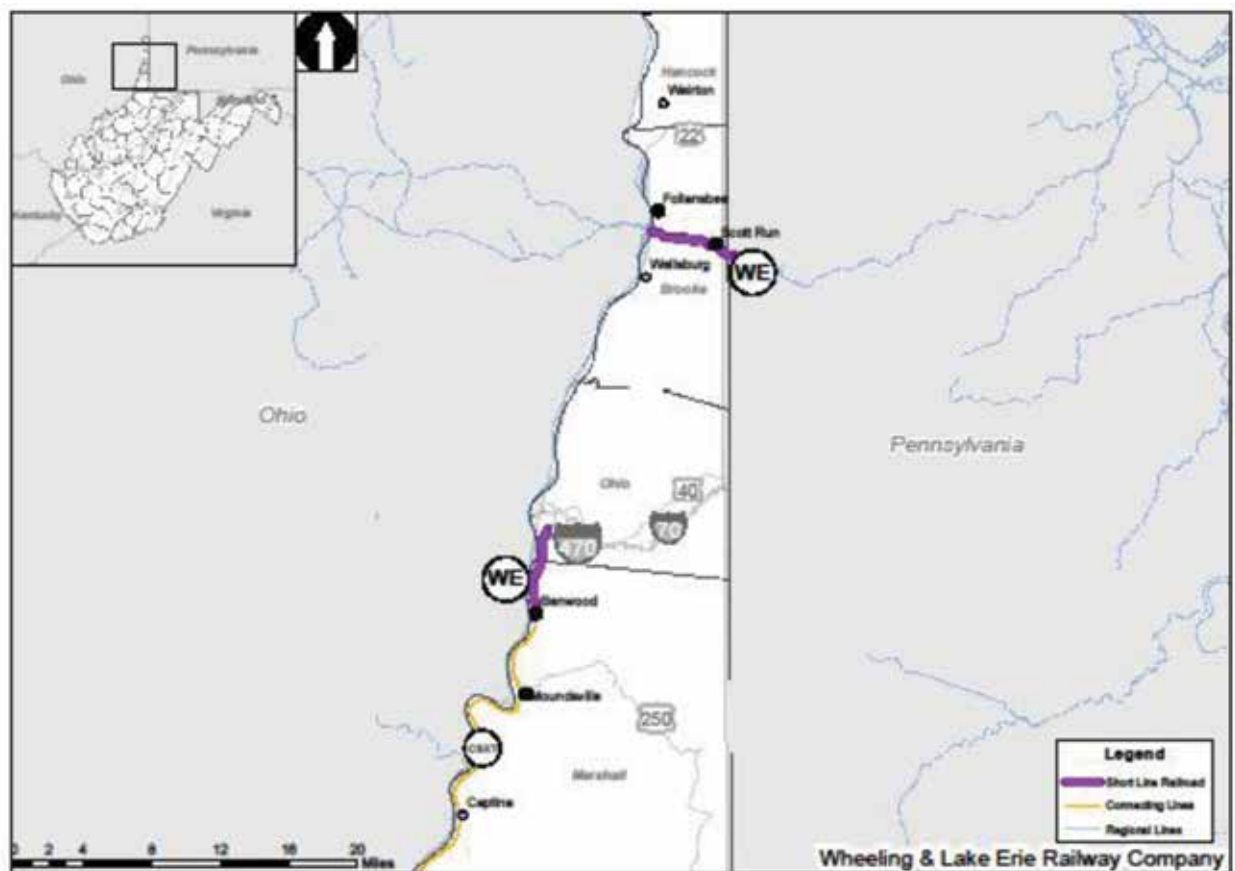 Pennsylvania
Ohio
Virginia
Kentucky
Hancock
Weirton
22
Follansbee
Scott Run
WE
Wellsburg
Brooke
Ohio
Pennsylvania
Ohio
40
70
70
WE
Benwood
Moundsville
250
CSXT
Marshall
Captina
0 2 4 8 12 16 20
Miles
Legend
Short Line Railroad
Connecting Lines
Regional Lines
Wheeling & Lake Erie Railway Company